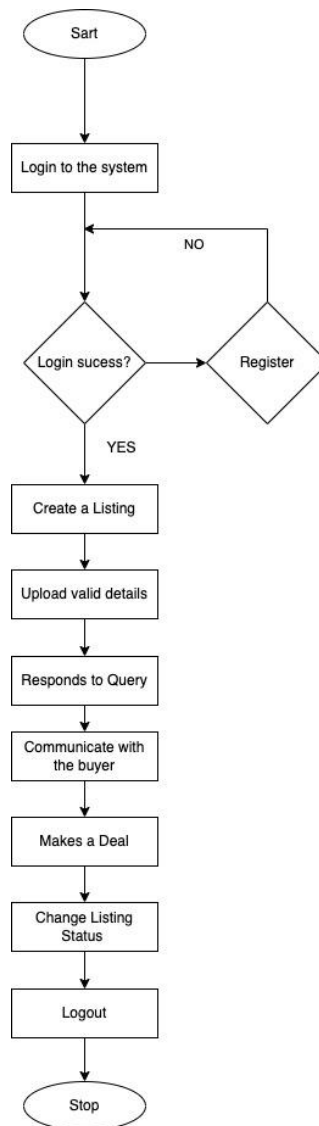 Sart
Login to the system
NO
Login sucess?
Register
YES
Create a Listing
Upload valid details
Responds to Query
Communicate with
the buyer
Makes a Deal
Change Listing
Status
Logout
Stop